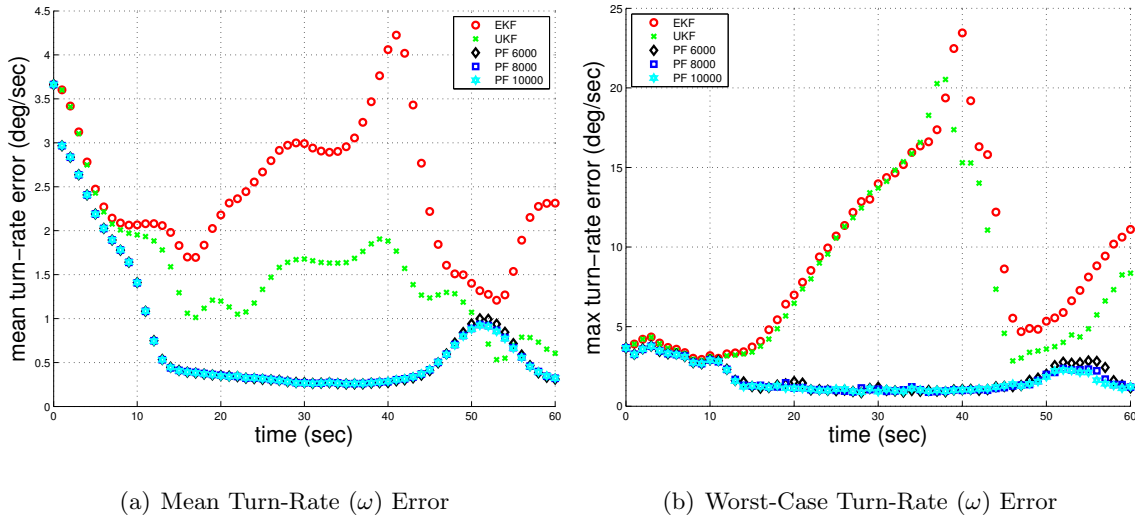 EKF
UKF
PF 6000
PF 8000
PF 10000
mean turn−rate error (deg/sec)
4.5
4
3.5
3
2.5
2
1.5
1
0.5
0
0 10 20 30 40 50 60
time (sec)
(a) Mean Turn-Rate (ω) Error
EKF
UKF
PF 6000
PF 8000
PF 10000
max turn−rate error (deg/sec)
25
20
15
10
5
0
0 10 20 30 40 50 60
time (sec)
(b) Worst-Case Turn-Rate (ω) Error